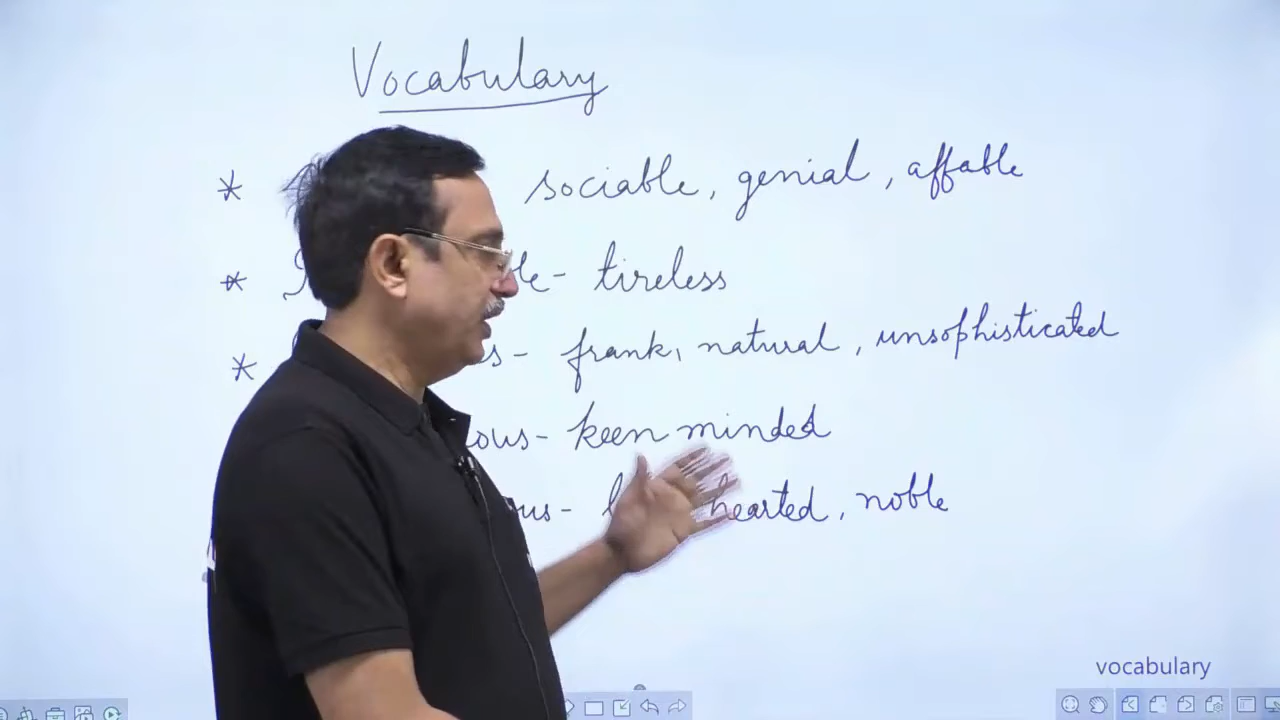 Vocabulary
* sociable, genial, affable
* le- tireless
* s- frank, natural, unsophisticated
ous- keen minded
us- hearted, noble
vocabulary